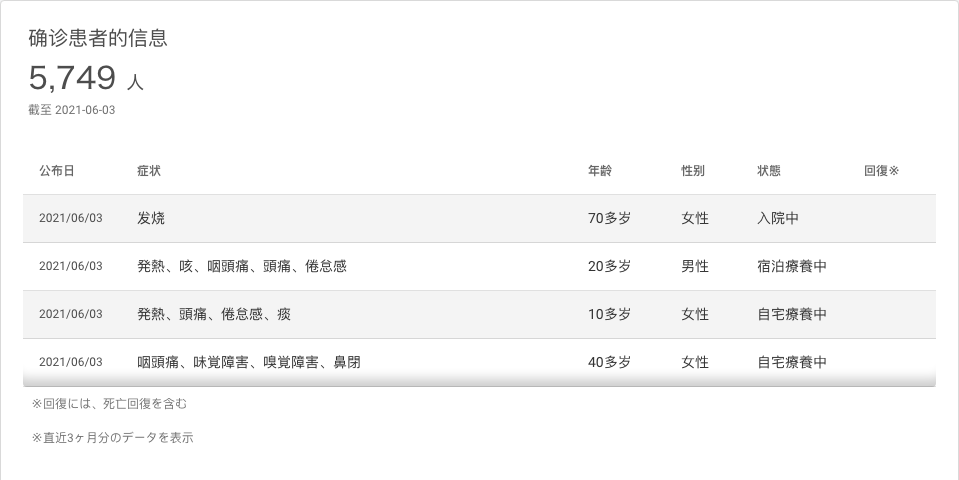 确诊患者的信息
5,749 人
截至 2021-06-03
公布日 症状 年龄 性别 状態 回復※
2021/06/03 发烧 70多岁 女性 入院中
2021/06/03 発熱、咳、咽頭痛、頭痛、倦怠感 20多岁 男性 宿泊療養中
2021/06/03 発熱、頭痛、倦怠感、痰 10多岁 女性 自宅療養中
2021/06/03 咽頭痛、味覚障害、嗅覚障害、鼻閉 40多岁 女性 自宅療養中
※回復には、死亡回復を含む
※直近3ヶ月分のデータを表示